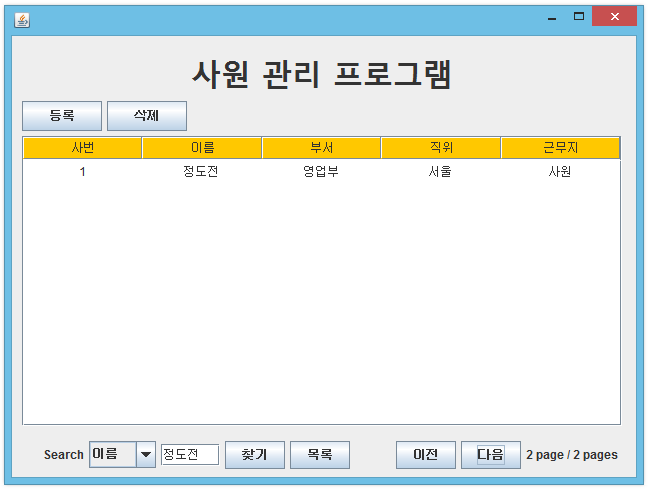 사원 관리 프로그램
등록 삭제
사번 이름 부서 직위 근무지
1 정도전 영업부 서울 사원
Search 이름 정도전 찾기 목록 이전 다음 2 page / 2 pages